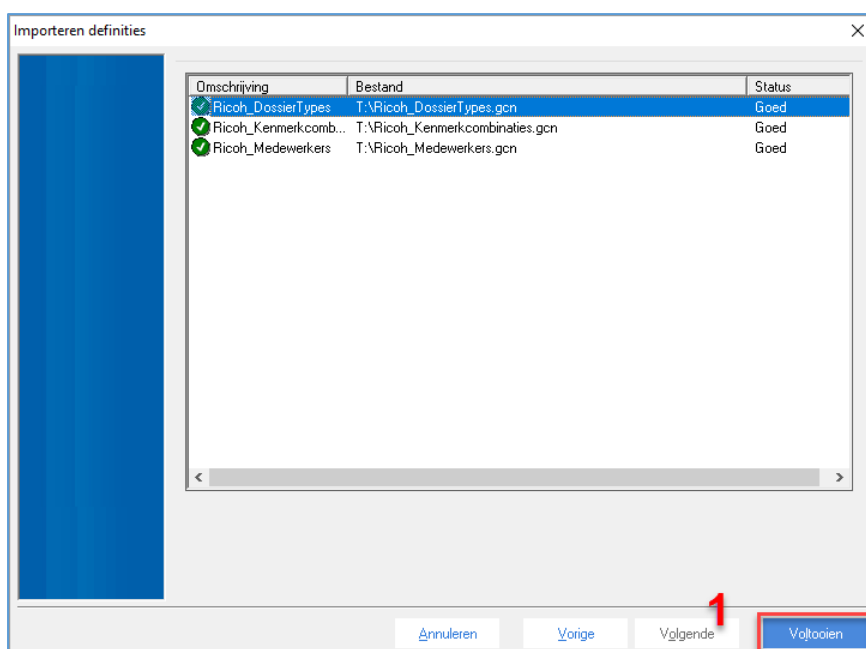 Importeren definities
Omschrijving Bestand Status
Ricoh_DossierTypes T:\Ricoh_DossierTypes.gcn Goed
Ricoh_Kenmerkcomb... T:\Ricoh_Kenmerkcombinaties.gcn Goed
Ricoh_Medewerkers T:\Ricoh_Medewerkers.gcn Goed
1
Annuleren Vorige Volgende Voltooien